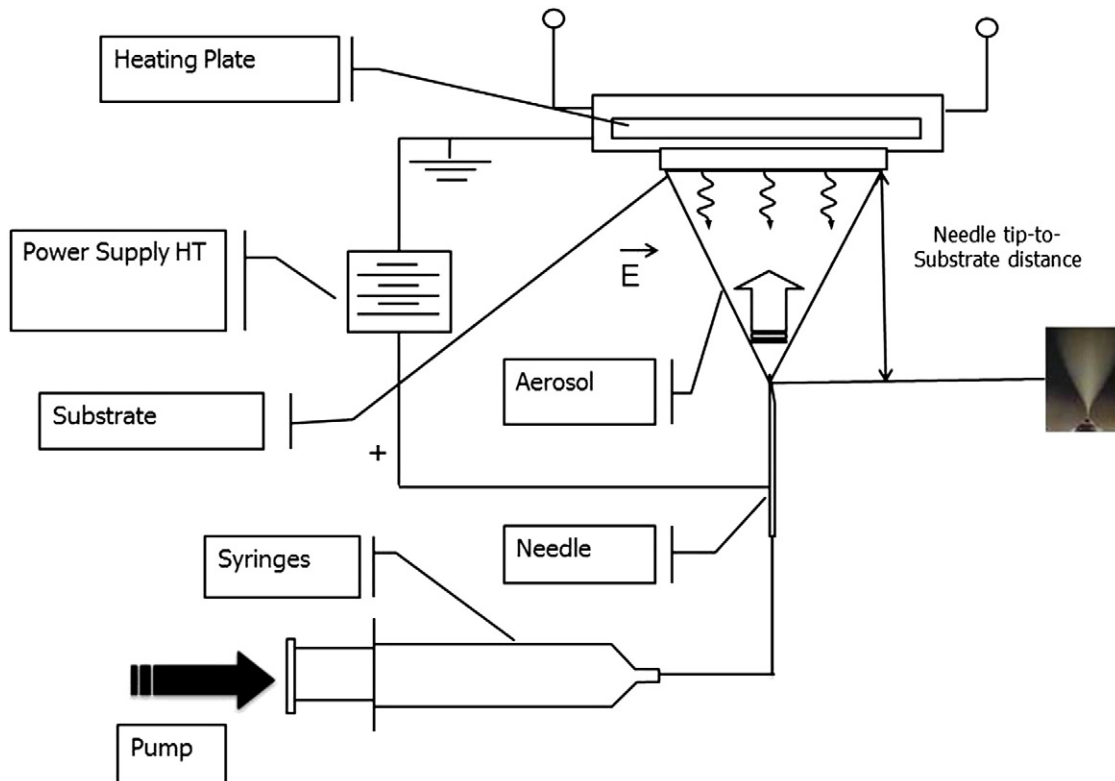 Heating Plate
Power Supply HT
Needle tip-to-
Substrate distance
E
Aerosol
Substrate
+
Needle
Syringes
Pump